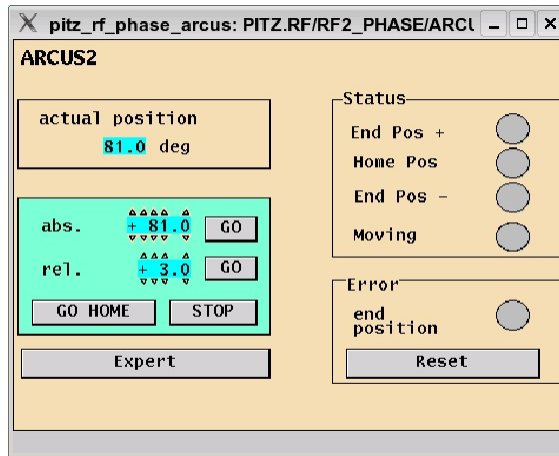 pitz_rf_phase_arcus: PITZ.RF/RF2_PHASE/ARCU
ARCUS2
actual position
81.0 deg
abs. + 81.0 GO
rel. + 3.0 GO
GO HOME STOP
Expert
Status
End Pos +
Home Pos
End Pos -
Moving
Error
end
position
Reset